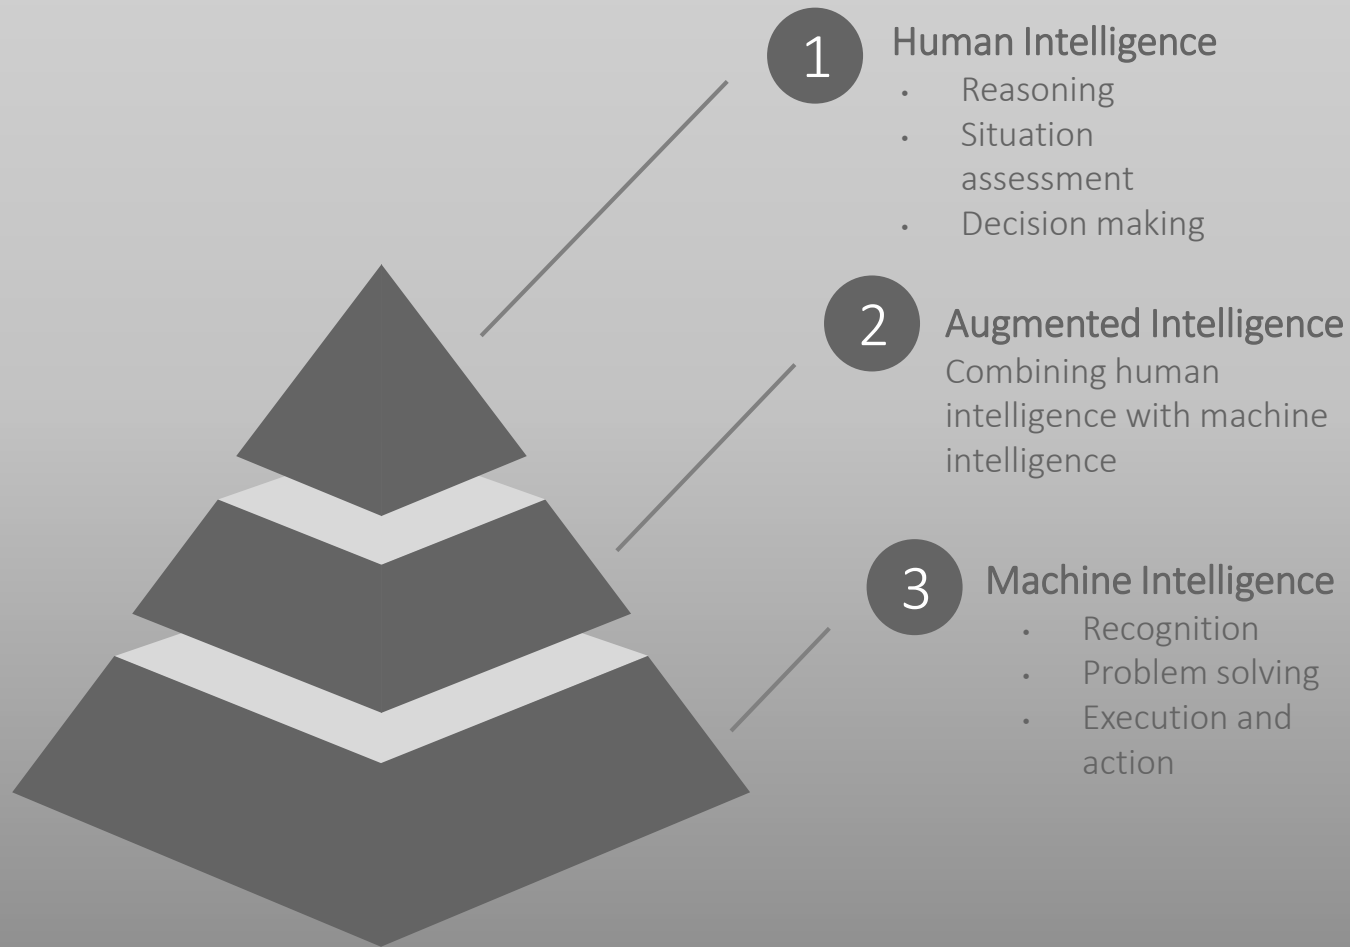 1
Human Intelligence
· Reasoning
· Situation
assessment
· Decision making
2
Augmented Intelligence
Combining human
intelligence with machine
intelligence
3
Machine Intelligence
· Recognition
· Problem solving
· Execution and
action